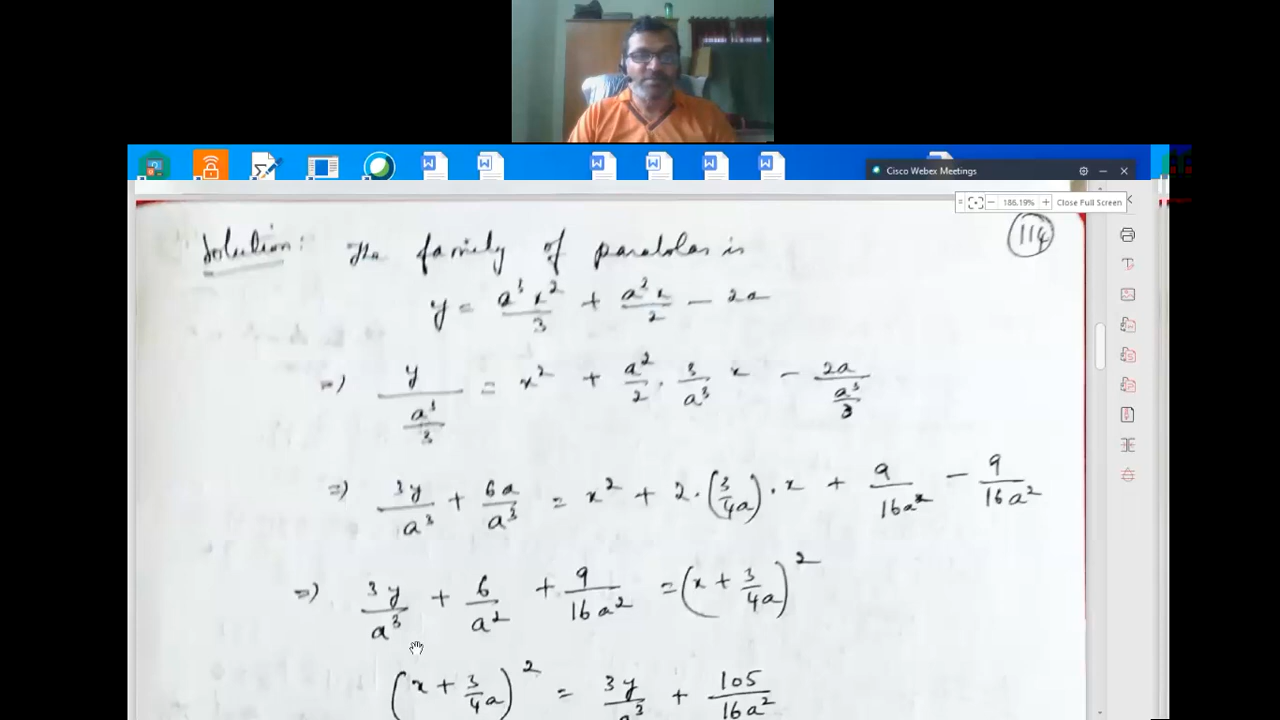 Cisco Webex Meetings
186.19% Close Full Screen
114
Solution: The family of parabolas is
y = a³x²/3 + a²x/2 - 2a
=) y/(a³/3) = x² + a²/2 · 3/a³ x - 2a/(a³/3)
=) 3y/a³ + 6a/a³ = x² + 2·(3/4a)·x + 9/16a² - 9/16a²
=) 3y/a³ + 6/a² + 9/16a² = (x + 3/4a)²
(x + 3/4a)² = 3y/a³ + 105/16a²